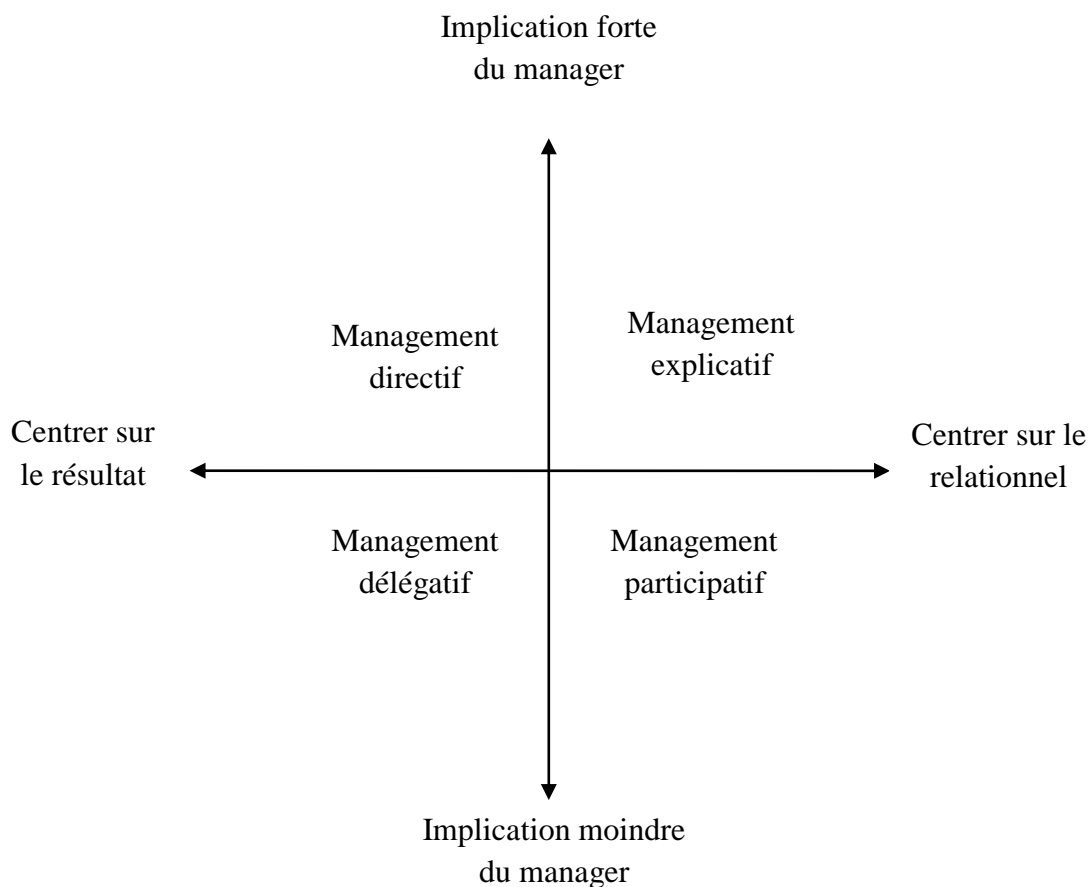 Implication forte
du manager
Management
directif
Management
explicatif
Centrer sur
le résultat
Centrer sur le
relationnel
Management
délégatif
Management
participatif
Implication moindre
du manager